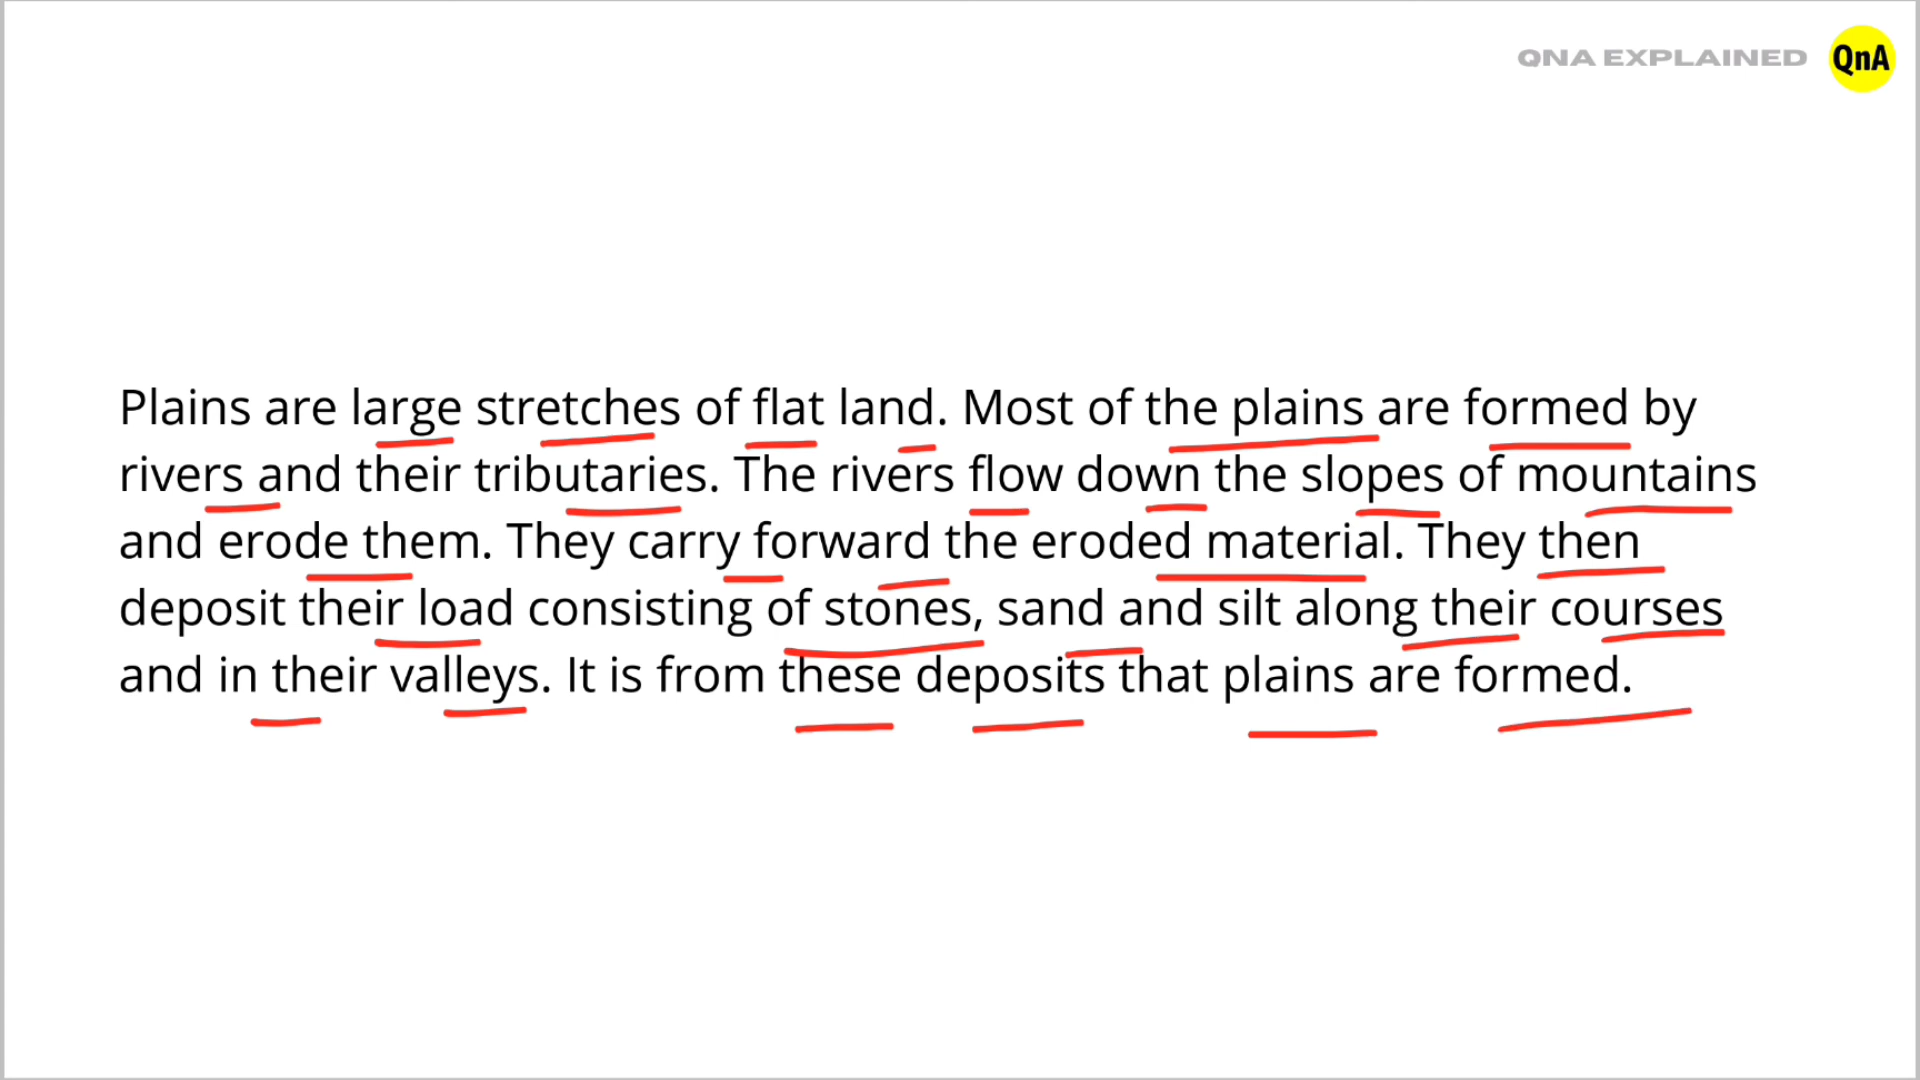 QNA EXPLAINED QnA
Plains are large stretches of flat land. Most of the plains are formed by
rivers and their tributaries. The rivers flow down the slopes of mountains
and erode them. They carry forward the eroded material. They then
deposit their load consisting of stones, sand and silt along their courses
and in their valleys. It is from these deposits that plains are formed.